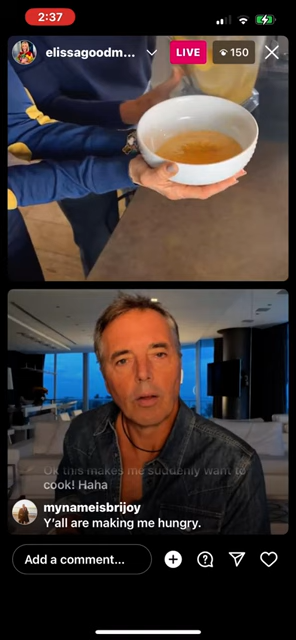 2:37
elissagoodm...
LIVE
150
Ok this makes me suddenly want to
cook! Haha
mynameisbrijoy
Y'all are making me hungry.
Add a comment...